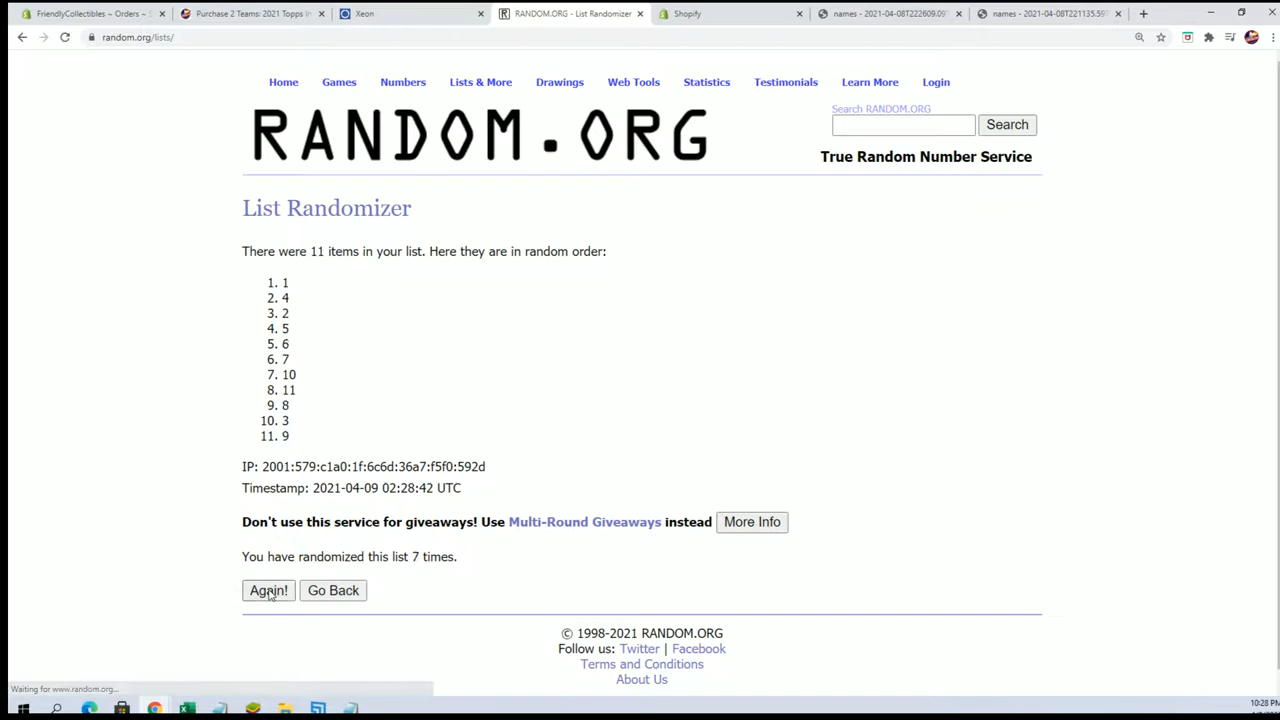 FriendlyCollectibles ~ Orders ~ S
Purchase 2 Teams: 2021 Topps In
Xeon
RANDOM.ORG - List Randomizer
Shopify
names - 2021-04-08T222609.09
names - 2021-04-08T221135.59
random.org/lists/
Home Games Numbers Lists & More Drawings Web Tools Statistics Testimonials Learn More Login
RANDOM.ORG
Search RANDOM.ORG
Search
True Random Number Service
List Randomizer
There were 11 items in your list. Here they are in random order:
1. 1
2. 4
3. 2
4. 5
5. 6
6. 7
7. 10
8. 11
9. 8
10. 3
11. 9
IP: 2001:579:c1a0:1f:6c6d:36a7:f5f0:592d
Timestamp: 2021-04-09 02:28:42 UTC
Don't use this service for giveaways! Use Multi-Round Giveaways instead More Info
You have randomized this list 7 times.
Again! Go Back
© 1998-2021 RANDOM.ORG
Follow us: Twitter | Facebook
Terms and Conditions
About Us
Waiting for www.random.org...
10:28 PM